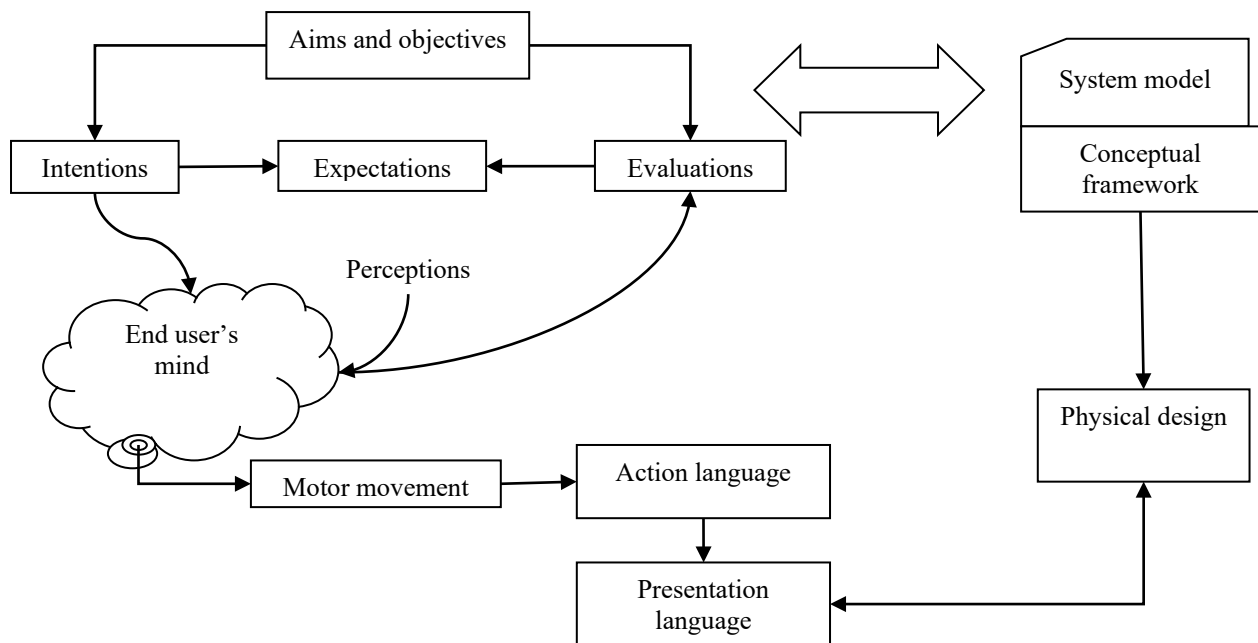 Aims and objectives
System model
Intentions
Expectations
Evaluations
Conceptual
framework
Perceptions
End user’s
mind
Physical design
Motor movement
Action language
Presentation
language